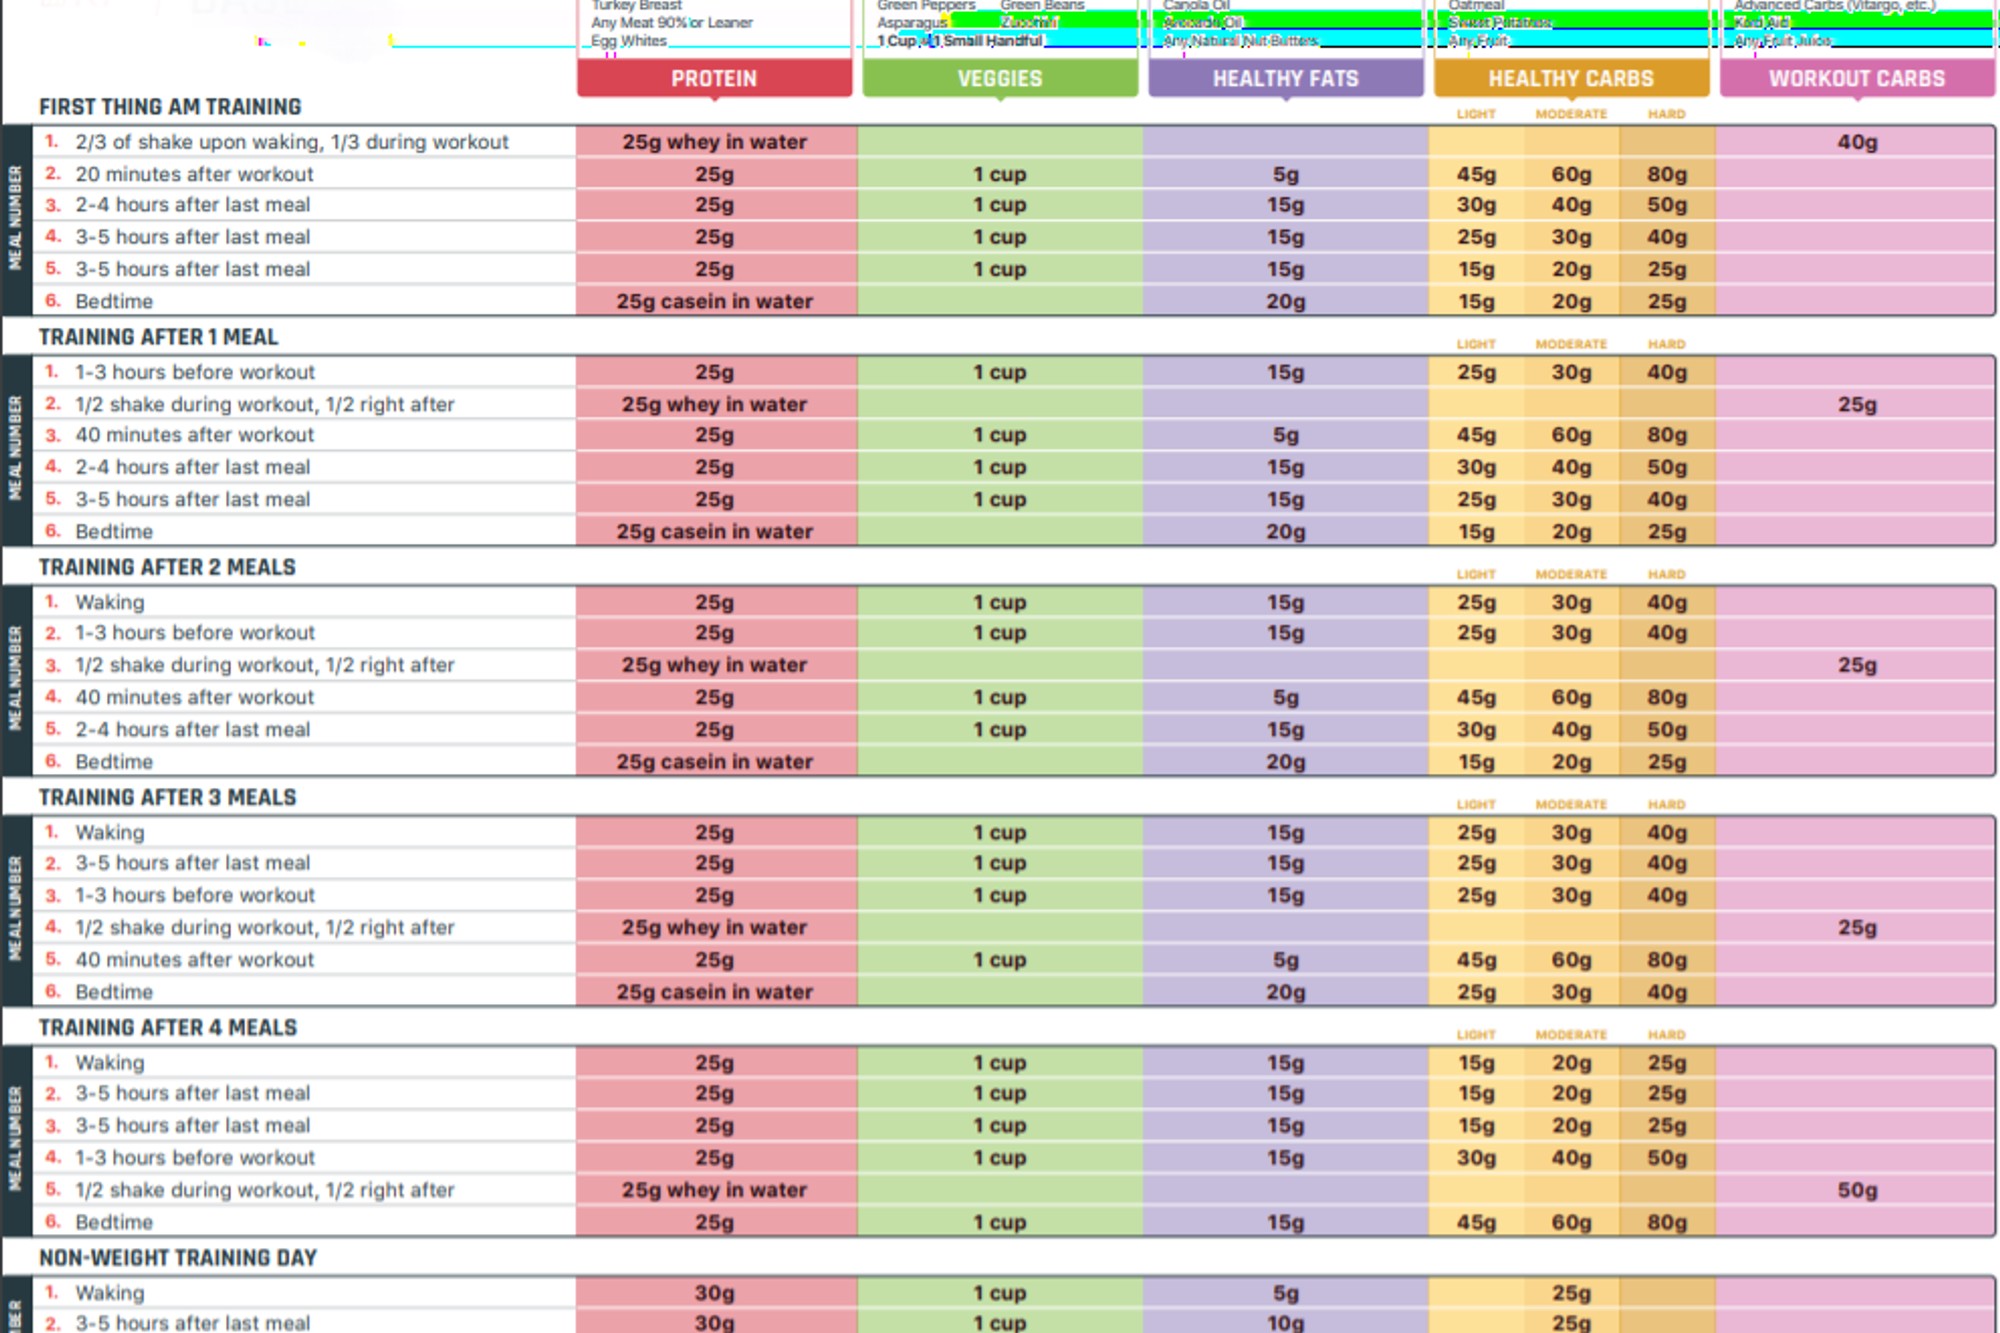 Turkey Breast Green Peppers Green Beans Canola Oil Oatmeal Advanced Carbs (Vitargo, etc.)
Any Meat 90% or Leaner Asparagus Zucchini Avocado Oil Sweet Potatoes Kool Aid
Egg Whites 1 Cup = 1 Small Handful Any Natural Nut Butters Any Fruit Any Fruit Juice
PROTEIN VEGGIES HEALTHY FATS HEALTHY CARBS WORKOUT CARBS
FIRST THING AM TRAINING LIGHT MODERATE HARD
MEAL NUMBER
1. 2/3 of shake upon waking, 1/3 during workout 25g whey in water 40g
2. 20 minutes after workout 25g 1 cup 5g 45g 60g 80g
3. 2-4 hours after last meal 25g 1 cup 15g 30g 40g 50g
4. 3-5 hours after last meal 25g 1 cup 15g 25g 30g 40g
5. 3-5 hours after last meal 25g 1 cup 15g 15g 20g 25g
6. Bedtime 25g casein in water 20g 15g 20g 25g
TRAINING AFTER 1 MEAL LIGHT MODERATE HARD
MEAL NUMBER
1. 1-3 hours before workout 25g 1 cup 15g 25g 30g 40g
2. 1/2 shake during workout, 1/2 right after 25g whey in water 25g
3. 40 minutes after workout 25g 1 cup 5g 45g 60g 80g
4. 2-4 hours after last meal 25g 1 cup 15g 30g 40g 50g
5. 3-5 hours after last meal 25g 1 cup 15g 25g 30g 40g
6. Bedtime 25g casein in water 20g 15g 20g 25g
TRAINING AFTER 2 MEALS LIGHT MODERATE HARD
MEAL NUMBER
1. Waking 25g 1 cup 15g 25g 30g 40g
2. 1-3 hours before workout 25g 1 cup 15g 25g 30g 40g
3. 1/2 shake during workout, 1/2 right after 25g whey in water 25g
4. 40 minutes after workout 25g 1 cup 5g 45g 60g 80g
5. 2-4 hours after last meal 25g 1 cup 15g 30g 40g 50g
6. Bedtime 25g casein in water 20g 15g 20g 25g
TRAINING AFTER 3 MEALS LIGHT MODERATE HARD
MEAL NUMBER
1. Waking 25g 1 cup 15g 25g 30g 40g
2. 3-5 hours after last meal 25g 1 cup 15g 25g 30g 40g
3. 1-3 hours before workout 25g 1 cup 15g 25g 30g 40g
4. 1/2 shake during workout, 1/2 right after 25g whey in water 25g
5. 40 minutes after workout 25g 1 cup 5g 45g 60g 80g
6. Bedtime 25g casein in water 20g 25g 30g 40g
TRAINING AFTER 4 MEALS LIGHT MODERATE HARD
MEAL NUMBER
1. Waking 25g 1 cup 15g 15g 20g 25g
2. 3-5 hours after last meal 25g 1 cup 15g 15g 20g 25g
3. 3-5 hours after last meal 25g 1 cup 15g 15g 20g 25g
4. 1-3 hours before workout 25g 1 cup 15g 30g 40g 50g
5. 1/2 shake during workout, 1/2 right after 25g whey in water 50g
6. Bedtime 25g 1 cup 15g 45g 60g 80g
NON-WEIGHT TRAINING DAY
1. Waking 30g 1 cup 5g 25g
2. 3-5 hours after last meal 30g 1 cup 10g 25g